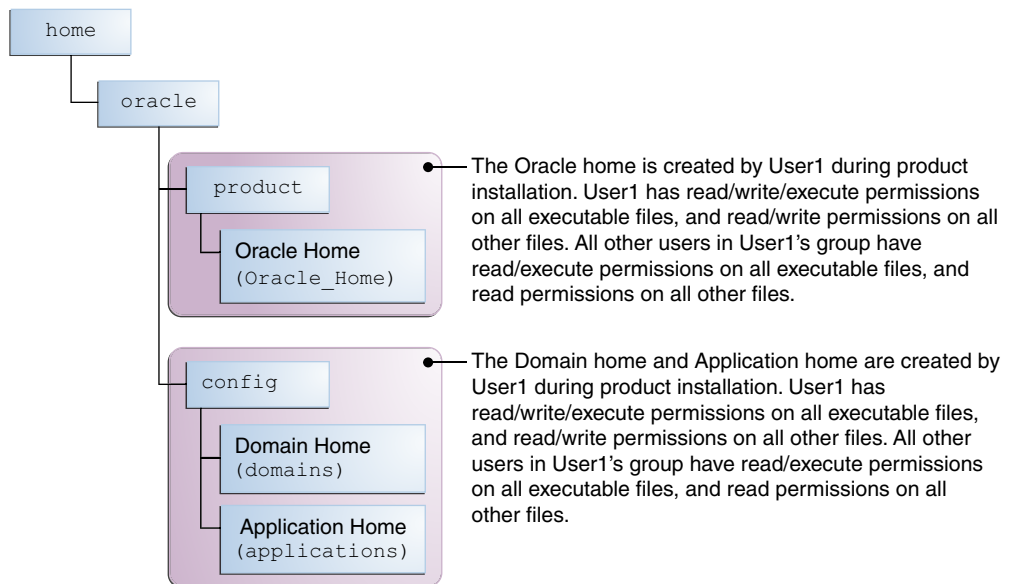 home
oracle
product
Oracle Home
(Oracle_Home)
The Oracle home is created by User1 during product
installation. User1 has read/write/execute permissions
on all executable files, and read/write permissions on all
other files. All other users in User1's group have
read/execute permissions on all executable files, and
read permissions on all other files.
config
Domain Home
(domains)
Application Home
(applications)
The Domain home and Application home are created by
User1 during product installation. User1 has
read/write/execute permissions on all executable files,
and read/write permissions on all other files. All other
users in User1's group have read/execute permissions
on all executable files, and read permissions on all
other files.